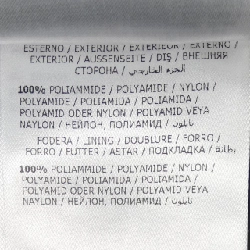 ESTERNO / EXTERIOR / EXTERIEUR / EXTERNO /
EXTERIOR / AUSSENSEITE / DIŞ / ВНЕШНЯЯ
СТОРОНА / الجزء الخارجي /
100% POLIAMMIDE / POLYAMIDE / NYLON /
POLYAMIDE / POLIAMIDA / POLIAMIDA /
POLYAMID ODER NYLON / POLYAMID VEYA
NAYLON / НЕЙЛОН, ПОЛИАМИД / نايلون
FODERA / LINING / DOUBLURE / FORRO /
FORRO / FUTTER / ASTAR / ПОДКЛАДКА / بطانة
100% POLIAMMIDE / POLYAMIDE / NYLON /
POLYAMIDE / POLIAMIDA / POLIAMIDA /
POLYAMID ODER NYLON / POLYAMID VEYA
NAYLON / НЕЙЛОН, ПОЛИАМИД / نايلون